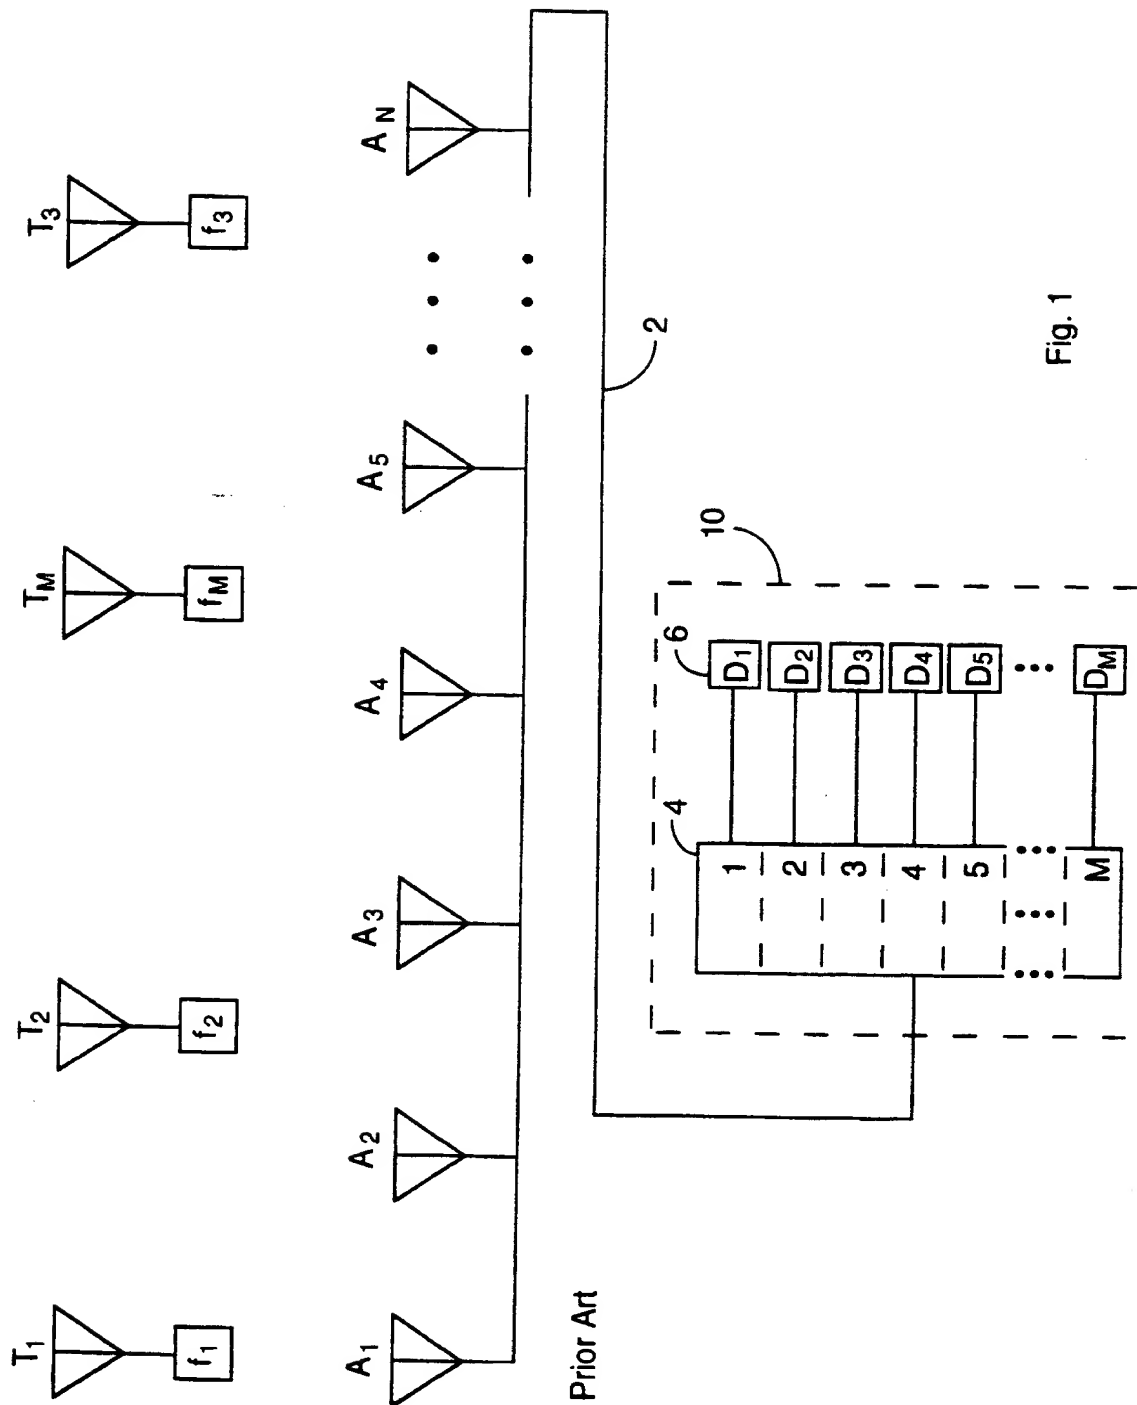 T1 T2 TM T3
f1 f2 fM f3
A1 A2 A3 A4 A5 AN
2
10
4 6
1 D1
2 D2
3 D3
4 D4
5 D5
M DM
Prior Art
Fig. 1